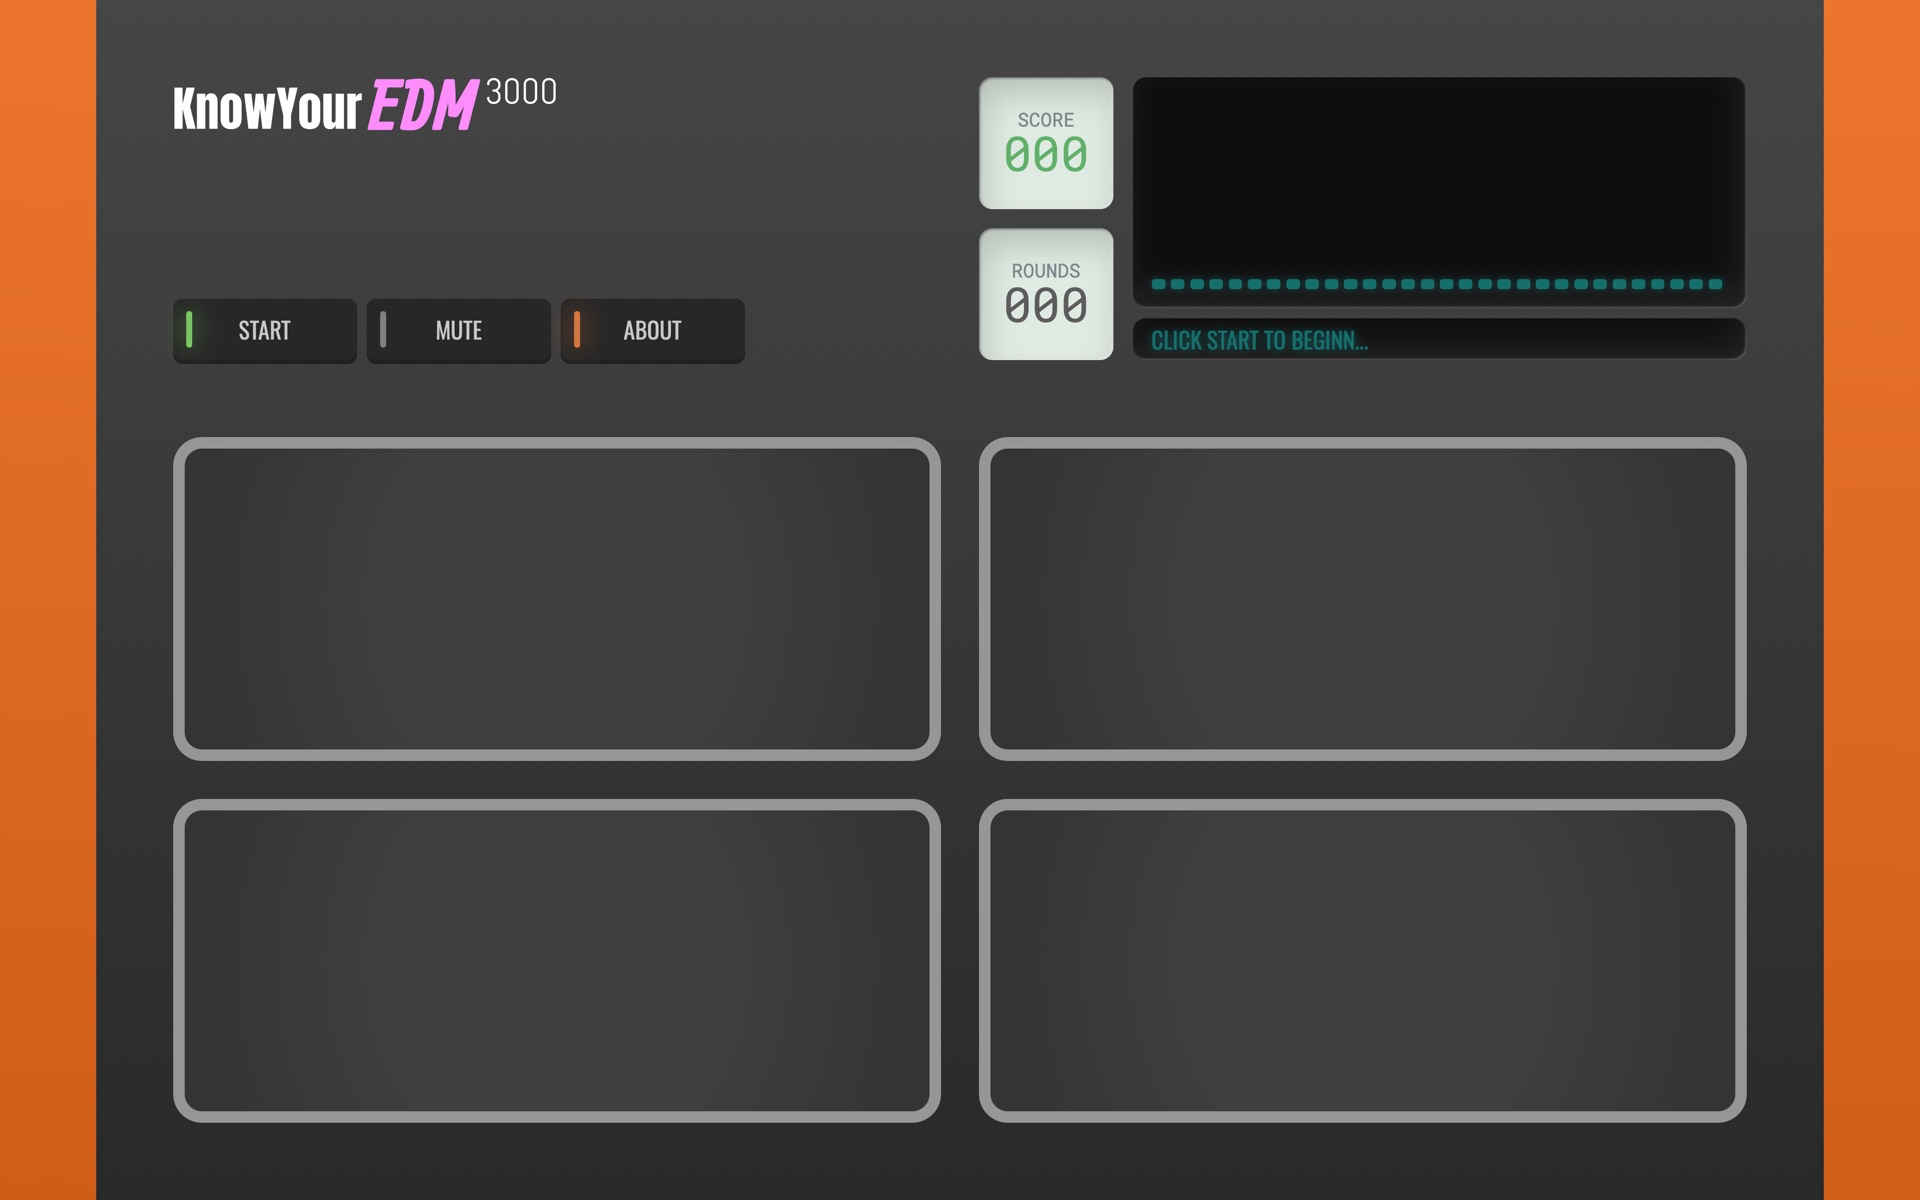 KnowYour EDM 3000
START
MUTE
ABOUT
SCORE
000
ROUNDS
000
CLICK START TO BEGINN...